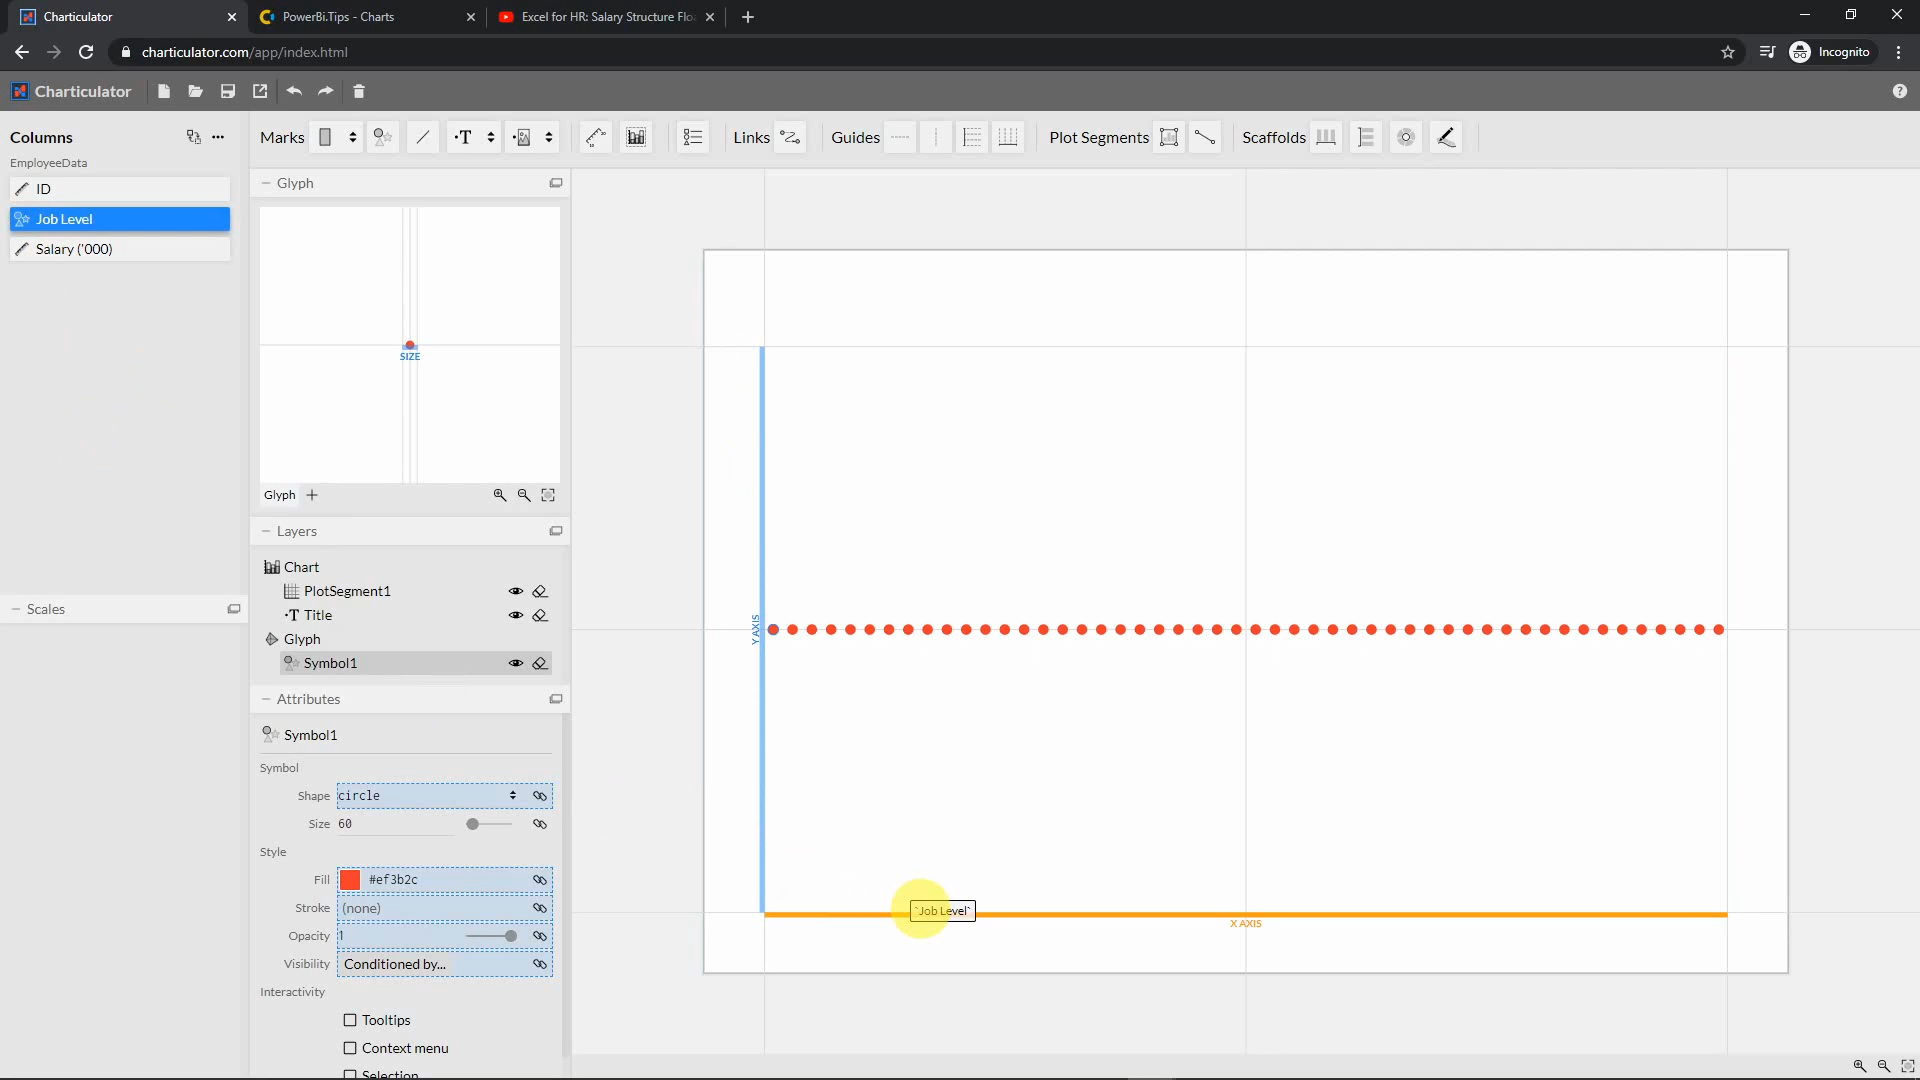 Charticulator
PowerBi.Tips - Charts
Excel for HR: Salary Structure Flo
charticulator.com/app/index.html
Incognito
Charticulator
Columns
EmployeeData
ID
Job Level
Salary ('000)
Scales
Marks
Links
Guides
Plot Segments
Scaffolds
Glyph
SIZE
Glyph
Layers
Chart
PlotSegment1
Title
Glyph
Symbol1
Attributes
Symbol1
Symbol
Shape circle
Size 60
Style
Fill #ef3b2c
Stroke (none)
Opacity 1
Visibility Conditioned by...
Interactivity
Tooltips
Context menu
Selection
Y AXIS
`Job Level`
X AXIS